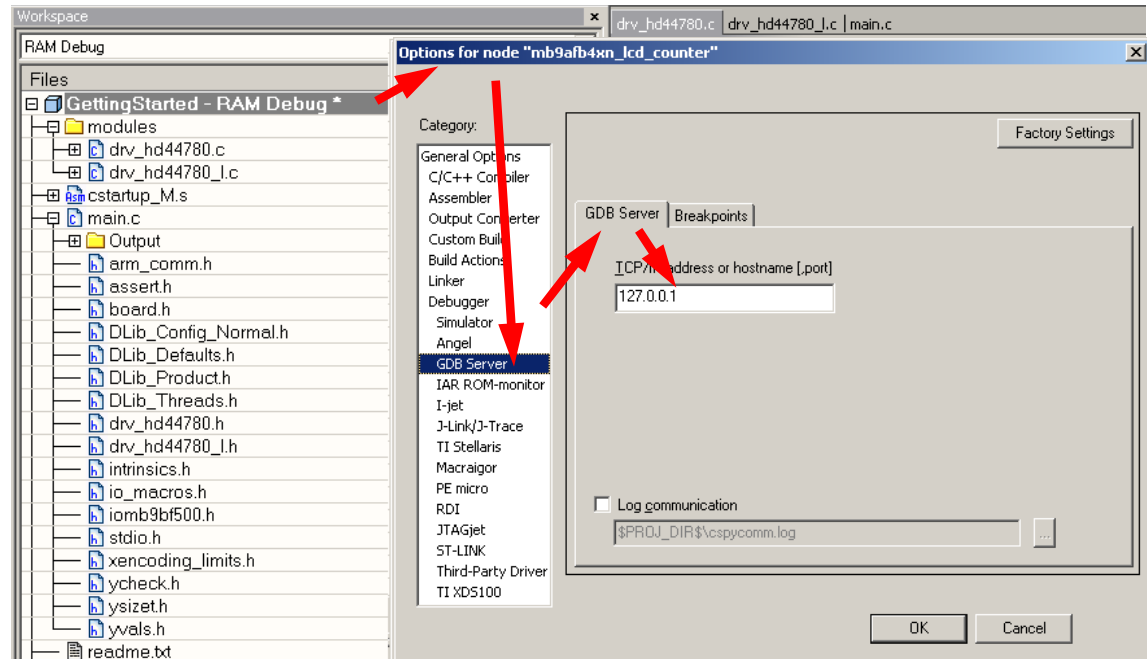 Workspace
RAM Debug
Files
GettingStarted - RAM Debug *
modules
drv_hd44780.c
drv_hd44780_l.c
cstartup_M.s
main.c
Output
arm_comm.h
assert.h
board.h
DLib_Config_Normal.h
DLib_Defaults.h
DLib_Product.h
DLib_Threads.h
drv_hd44780.h
drv_hd44780_l.h
intrinsics.h
io_macros.h
iomb9bf500.h
stdio.h
xencoding_limits.h
ycheck.h
ysizet.h
yvals.h
readme.txt
drv_hd44780.c | drv_hd44780_l.c | main.c
Options for node "mb9afb4xn_lcd_counter"
Category:
General Options
C/C++ Compiler
Assembler
Output Converter
Custom Build
Build Actions
Linker
Debugger
Simulator
Angel
GDB Server
IAR ROM-monitor
I-jet
J-Link/J-Trace
TI Stellaris
Macraigor
PE micro
RDI
JTAGjet
ST-LINK
Third-Party Driver
TI XDS100
Factory Settings
GDB Server | Breakpoints
TCP/IP address or hostname [,port]
127.0.0.1
Log communication
$PROJ_DIR$\cspycomm.log
...
OK
Cancel